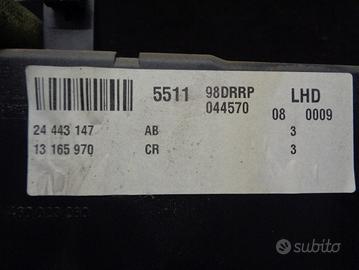 5511 98DRRP LHD
044570 08 0009
24 443 147 AB 3
13 165 970 CR 3
subito